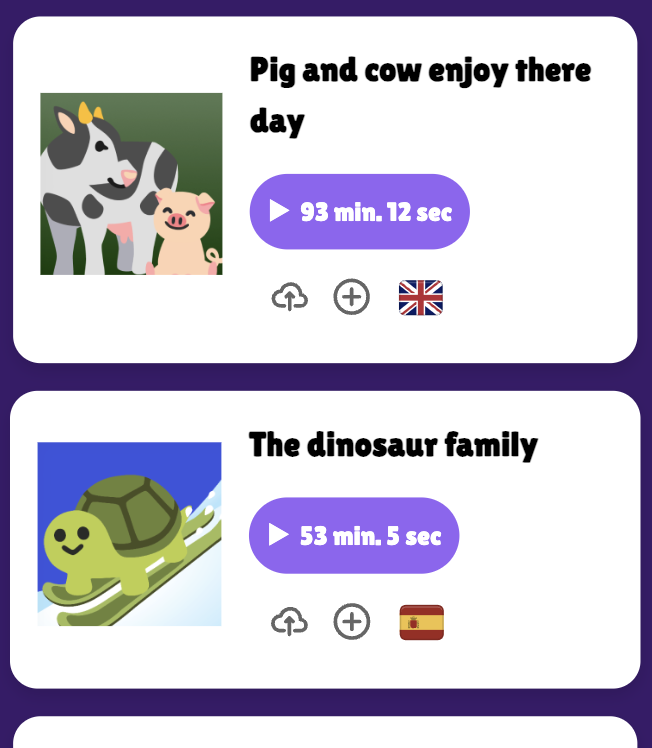 Pig and cow enjoy there
day
93 min. 12 sec
The dinosaur family
53 min. 5 sec